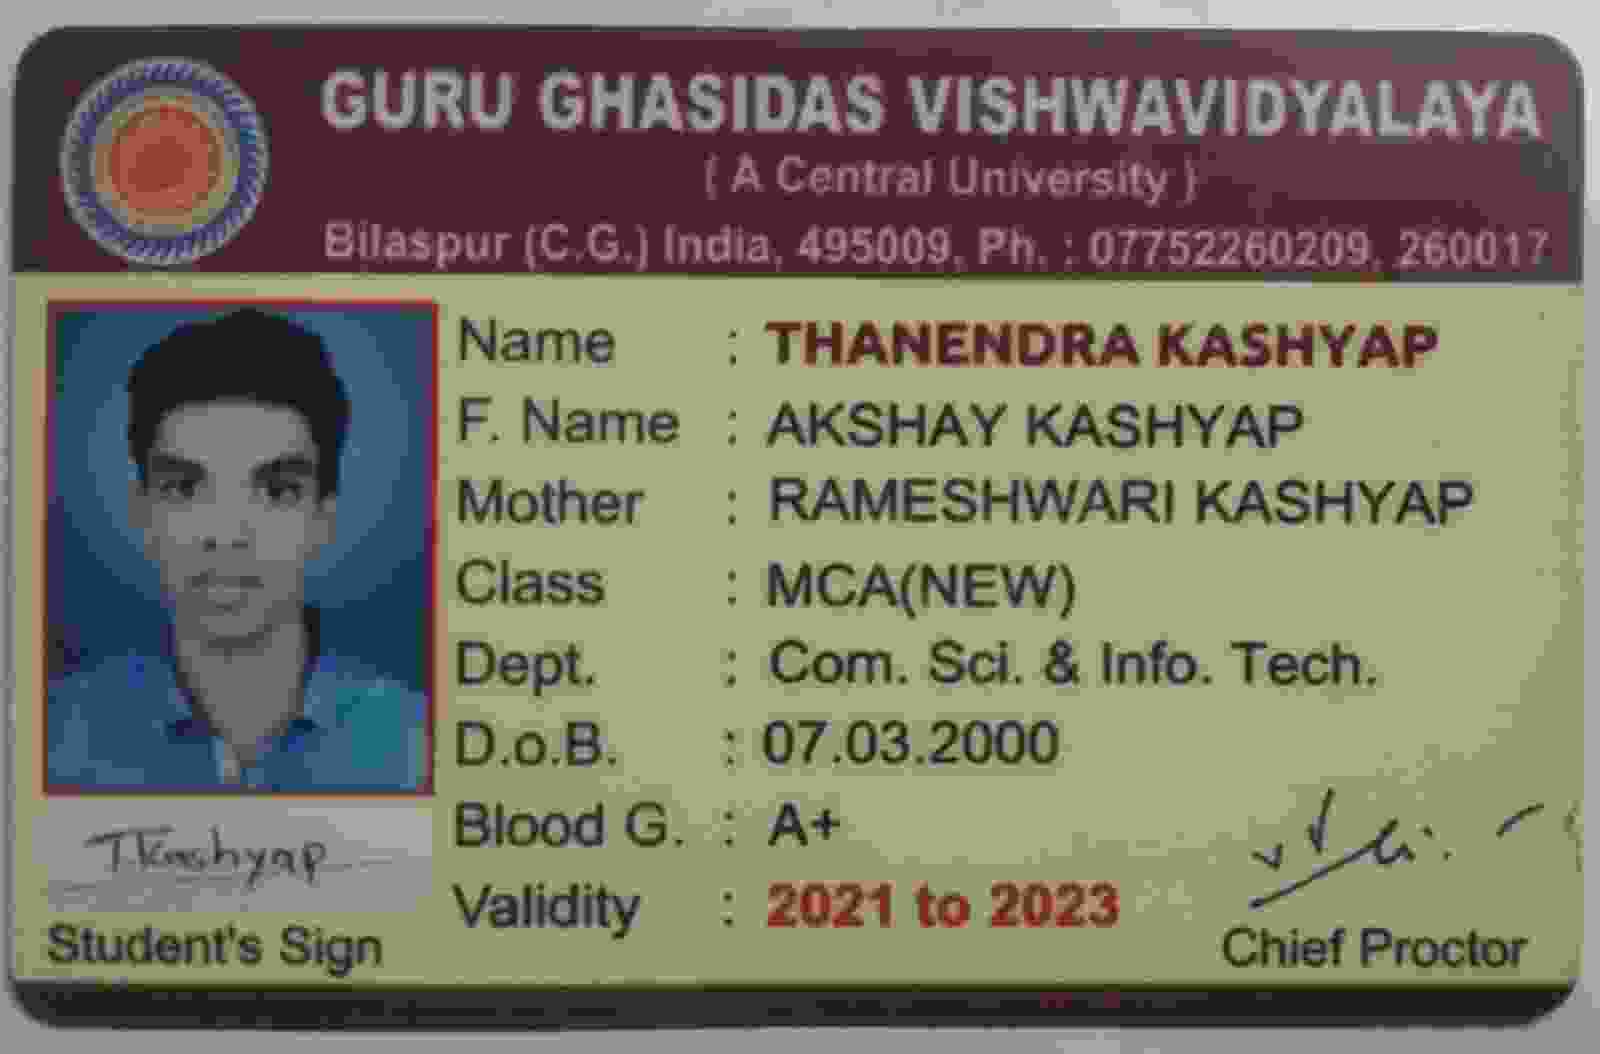 GURU GHASIDAS VISHWAVIDYALAYA
( A Central University )
Bilaspur (C.G.) India, 495009, Ph. : 07752260209, 260017
Name : THANENDRA KASHYAP
F. Name : AKSHAY KASHYAP
Mother : RAMESHWARI KASHYAP
Class : MCA(NEW)
Dept. : Com. Sci. & Info. Tech.
D.o.B. : 07.03.2000
Blood G. : A+
Validity : 2021 to 2023
T.Kashyap
Student's Sign
Chief Proctor